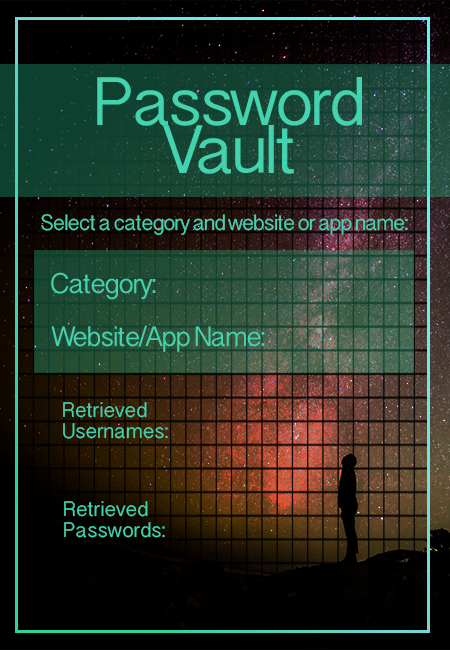 Password
Vault
Select a category and website or app name:
Category:
Website/App Name:
Retrieved
Usernames:
Retrieved
Passwords: